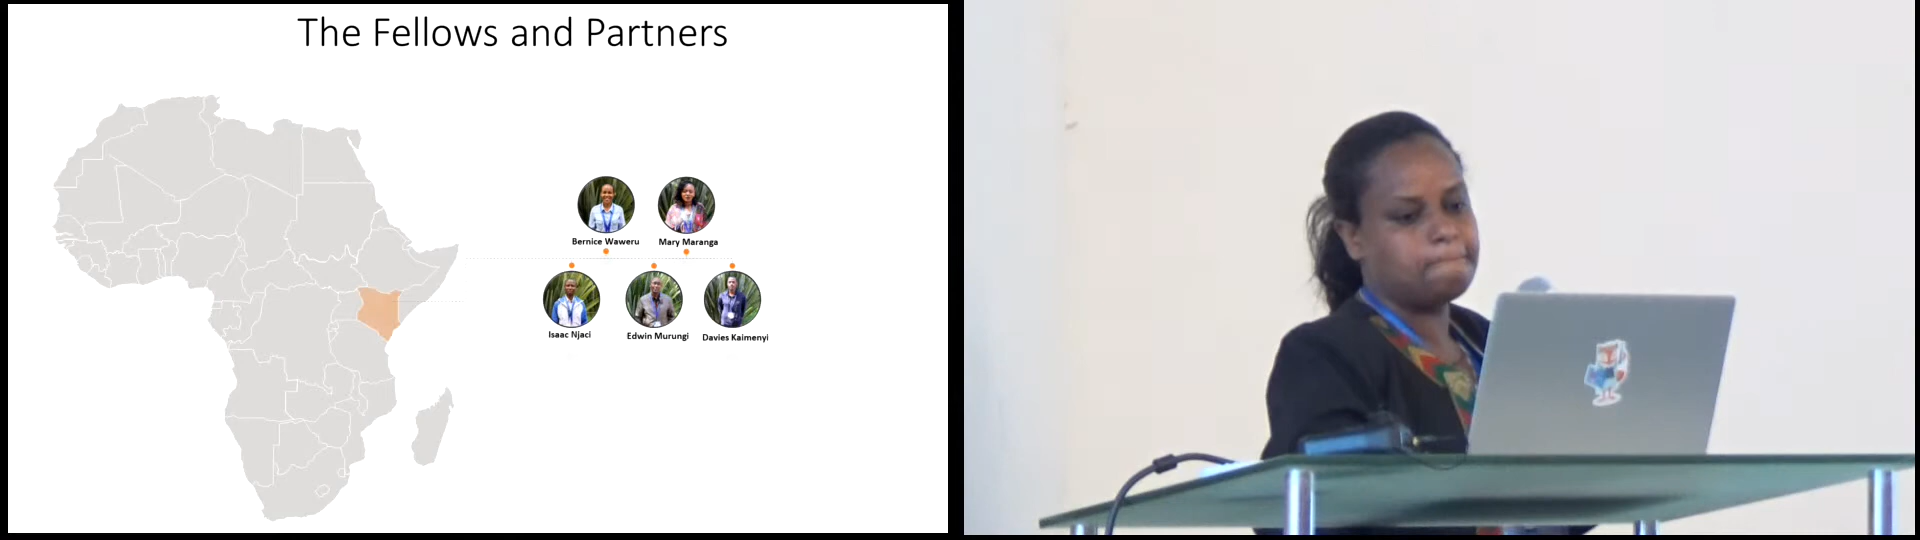 The Fellows and Partners
Bernice Waweru
Mary Maranga
Isaac Njaci
Edwin Murungi
Davies Kaimenyi